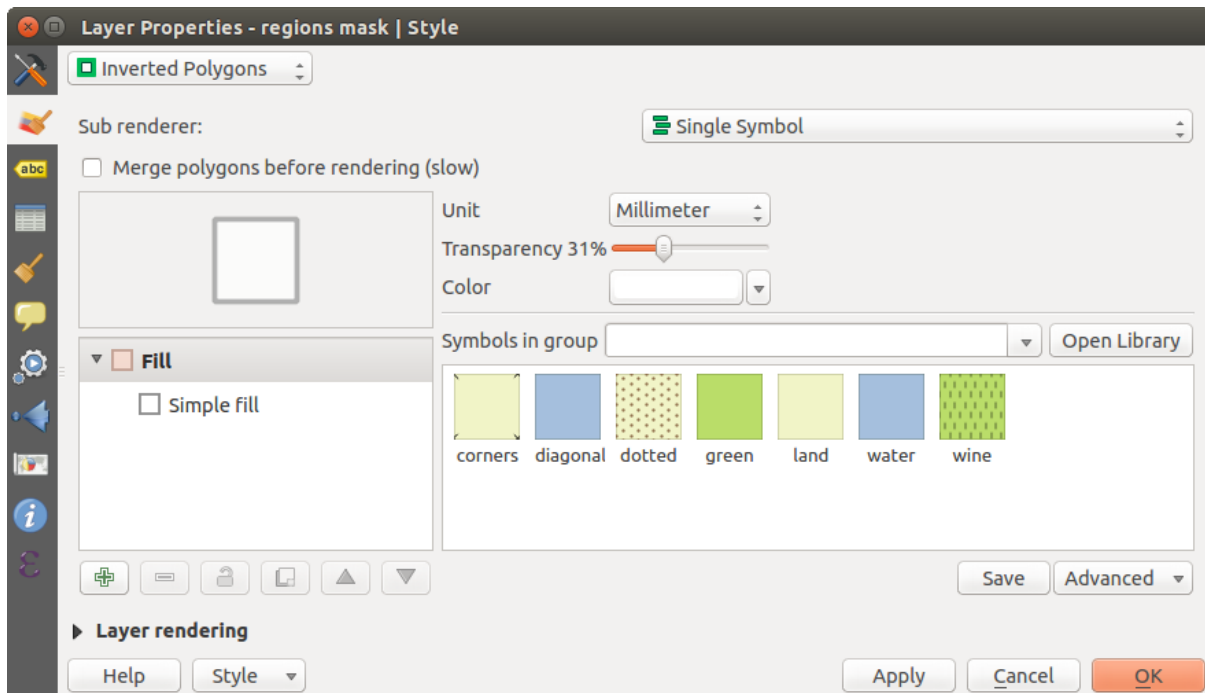 Layer Properties - regions mask | Style
Inverted Polygons
Sub renderer:
Single Symbol
abc
Merge polygons before rendering (slow)
Unit
Millimeter
Transparency 31%
Color
Symbols in group
Open Library
Fill
Simple fill
corners diagonal dotted green land water wine
Save
Advanced
Layer rendering
Help
Style
Apply
Cancel
OK